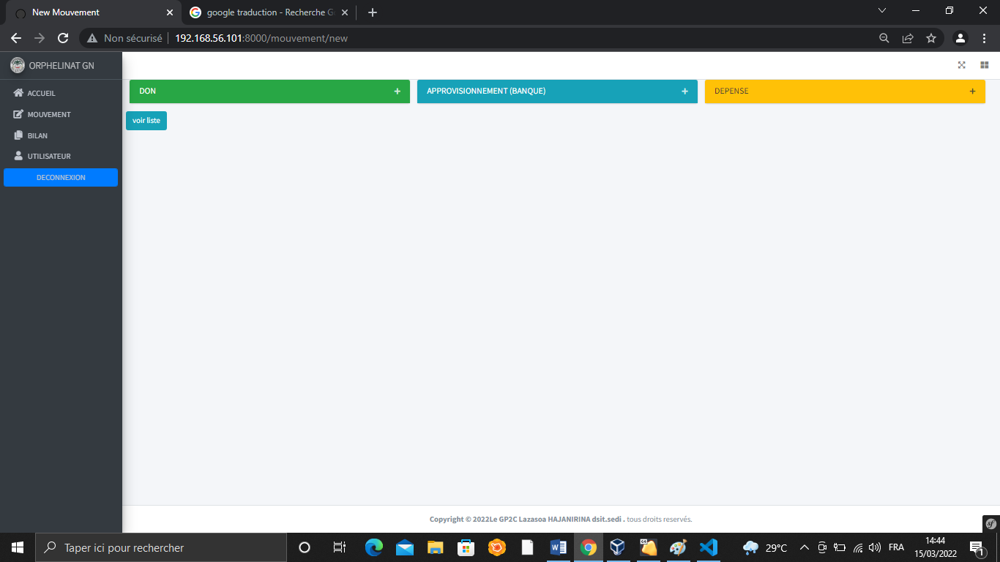 New Mouvement
google traduction - Recherche G
Non sécurisé
192.168.56.101:8000/mouvement/new
ORPHELINAT GN
DON
APPROVISIONNEMENT (BANQUE)
DEPENSE
ACCUEIL
MOUVEMENT
voir liste
BILAN
UTILISATEUR
DECONNEXION
Copyright © 2022Le GP2C Lazasoa HAJANIRINA dsit.sedi . tous droits reservés.
Taper ici pour rechercher
29°C
FRA
14:44
15/03/2022
1